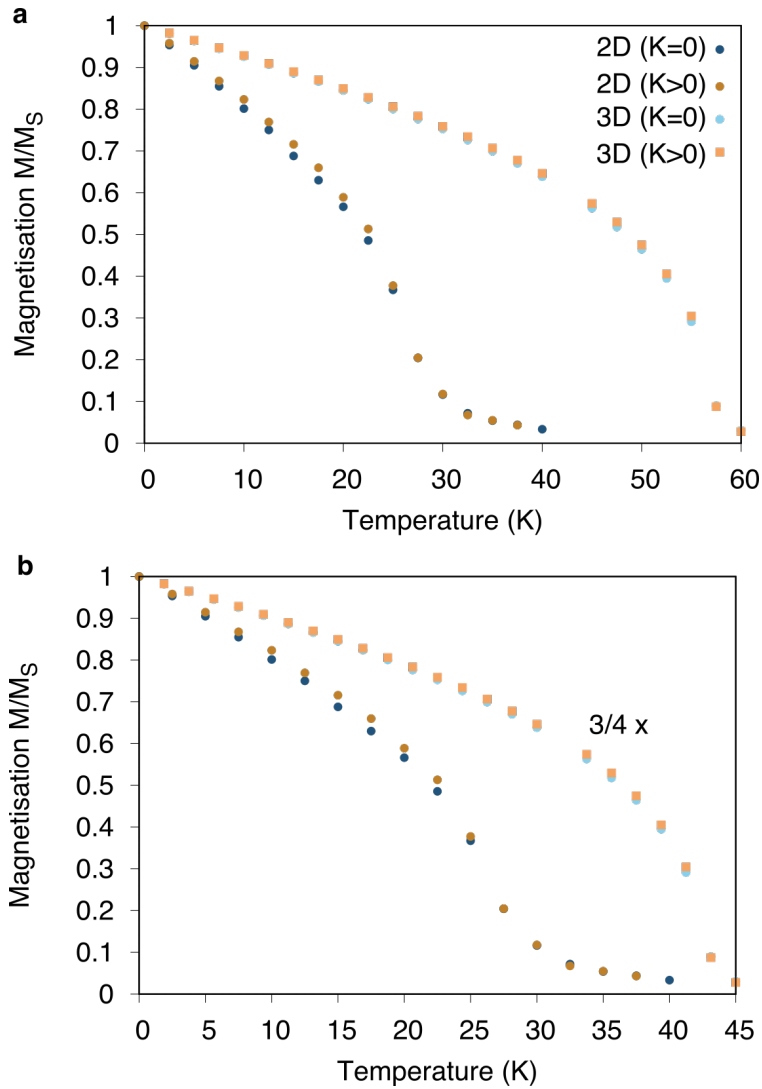 a
Magnetisation M/M_S
1
0.9
0.8
0.7
0.6
0.5
0.4
0.3
0.2
0.1
0
2D (K=0)
2D (K>0)
3D (K=0)
3D (K>0)
0 10 20 30 40 50 60
Temperature (K)
b
Magnetisation M/M_S
1
0.9
0.8
0.7
0.6
0.5
0.4
0.3
0.2
0.1
0
3/4 x
0 5 10 15 20 25 30 35 40 45
Temperature (K)